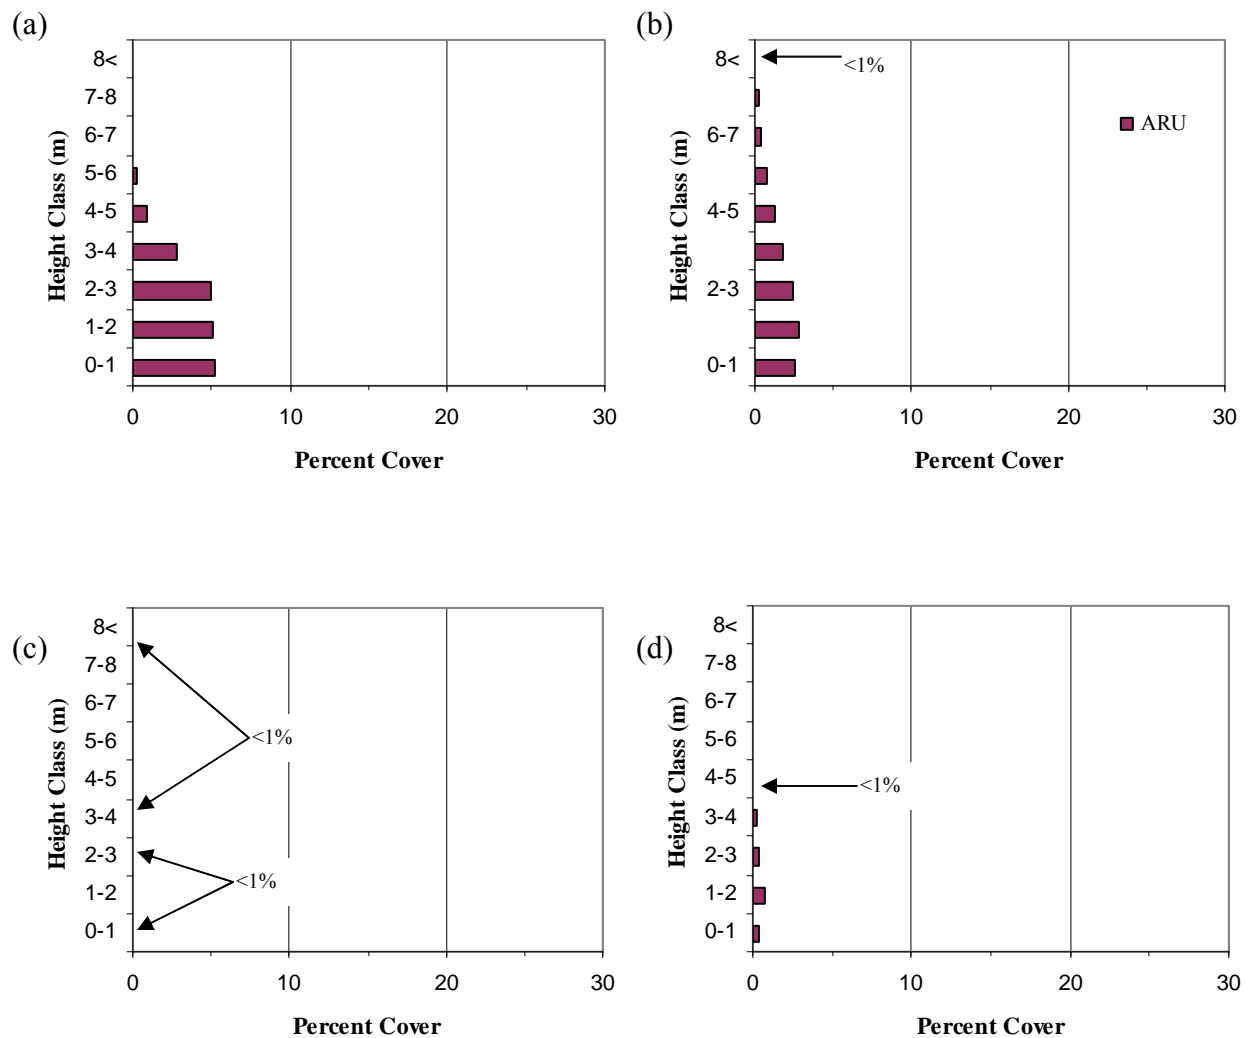 (a)
8<
7-8
6-7
5-6
4-5
3-4
2-3
1-2
0-1
Height Class (m)
0 10 20 30
Percent Cover
(b)
8<
6-7
4-5
2-3
0-1
Height Class (m)
<1%
ARU
0 10 20 30
Percent Cover
(c)
8<
7-8
6-7
5-6
4-5
3-4
2-3
1-2
0-1
Height Class (m)
<1%
<1%
0 10 20 30
Percent Cover
(d)
8<
7-8
6-7
5-6
4-5
3-4
2-3
1-2
0-1
Height Class (m)
<1%
0 10 20 30
Percent Cover